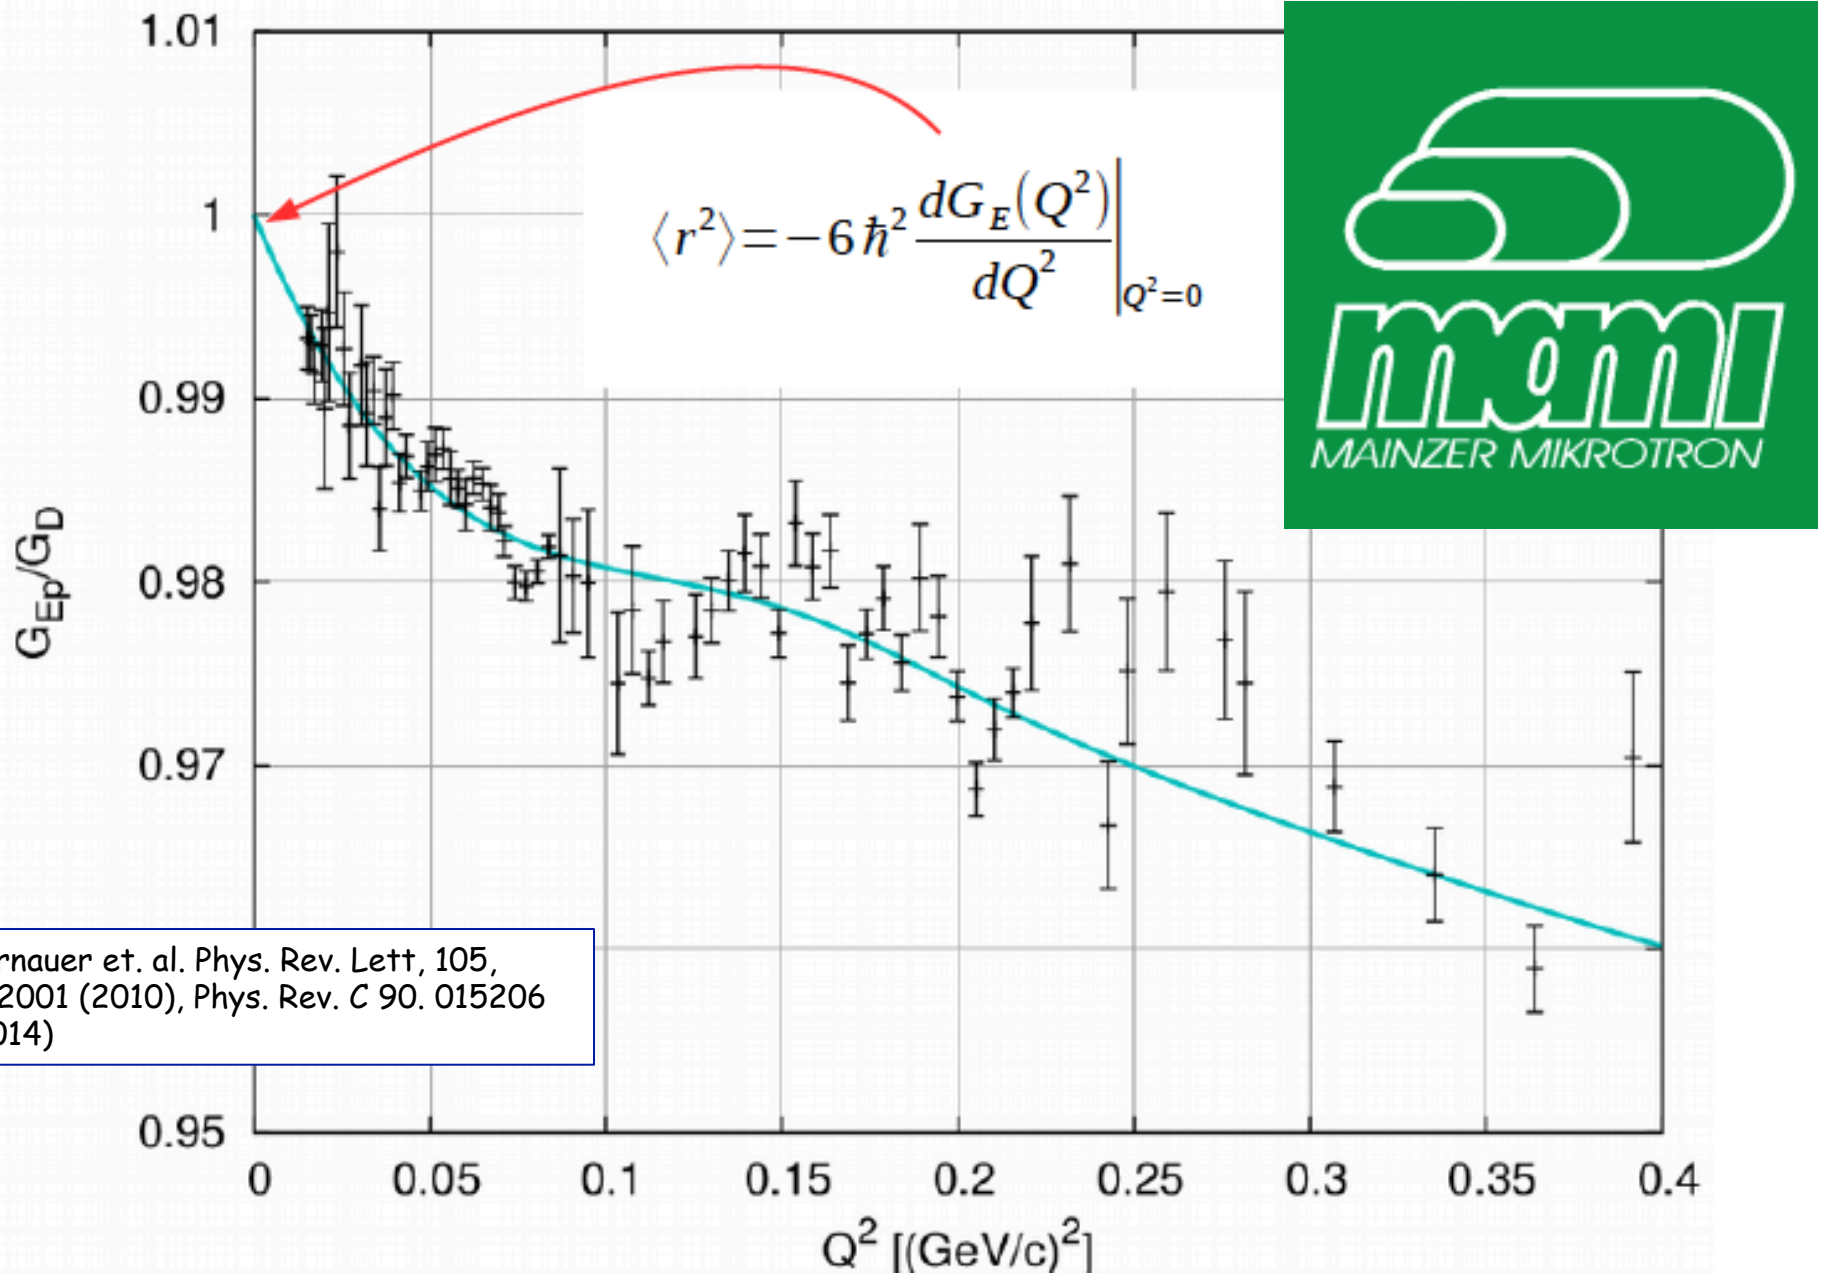 1.01
1
0.99
0.98
0.97
0.95
G_Ep/G_D
⟨r²⟩=−6ℏ² dG_E(Q²)/dQ² |Q²=0
mami
MAINZER MIKROTRON
rnauer et. al. Phys. Rev. Lett, 105,
2001 (2010), Phys. Rev. C 90. 015206
014)
0 0.05 0.1 0.15 0.2 0.25 0.3 0.35 0.4
Q² [(GeV/c)²]